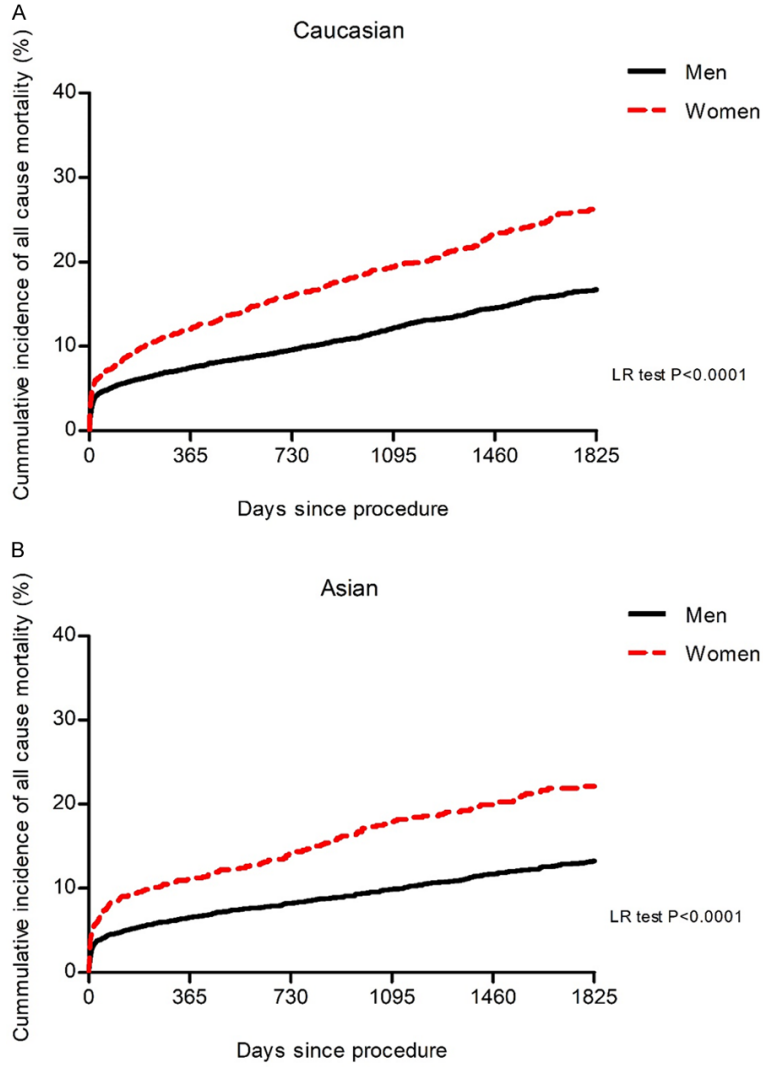 A
Caucasian
Cummulative incidence of all cause mortality (%)
40
30
20
10
0
0 365 730 1095 1460 1825
Days since procedure
Men
Women
LR test P<0.0001
B
Asian
Cummulative incidence of all cause mortality (%)
40
30
20
10
0
0 365 730 1095 1460 1825
Days since procedure
Men
Women
LR test P<0.0001